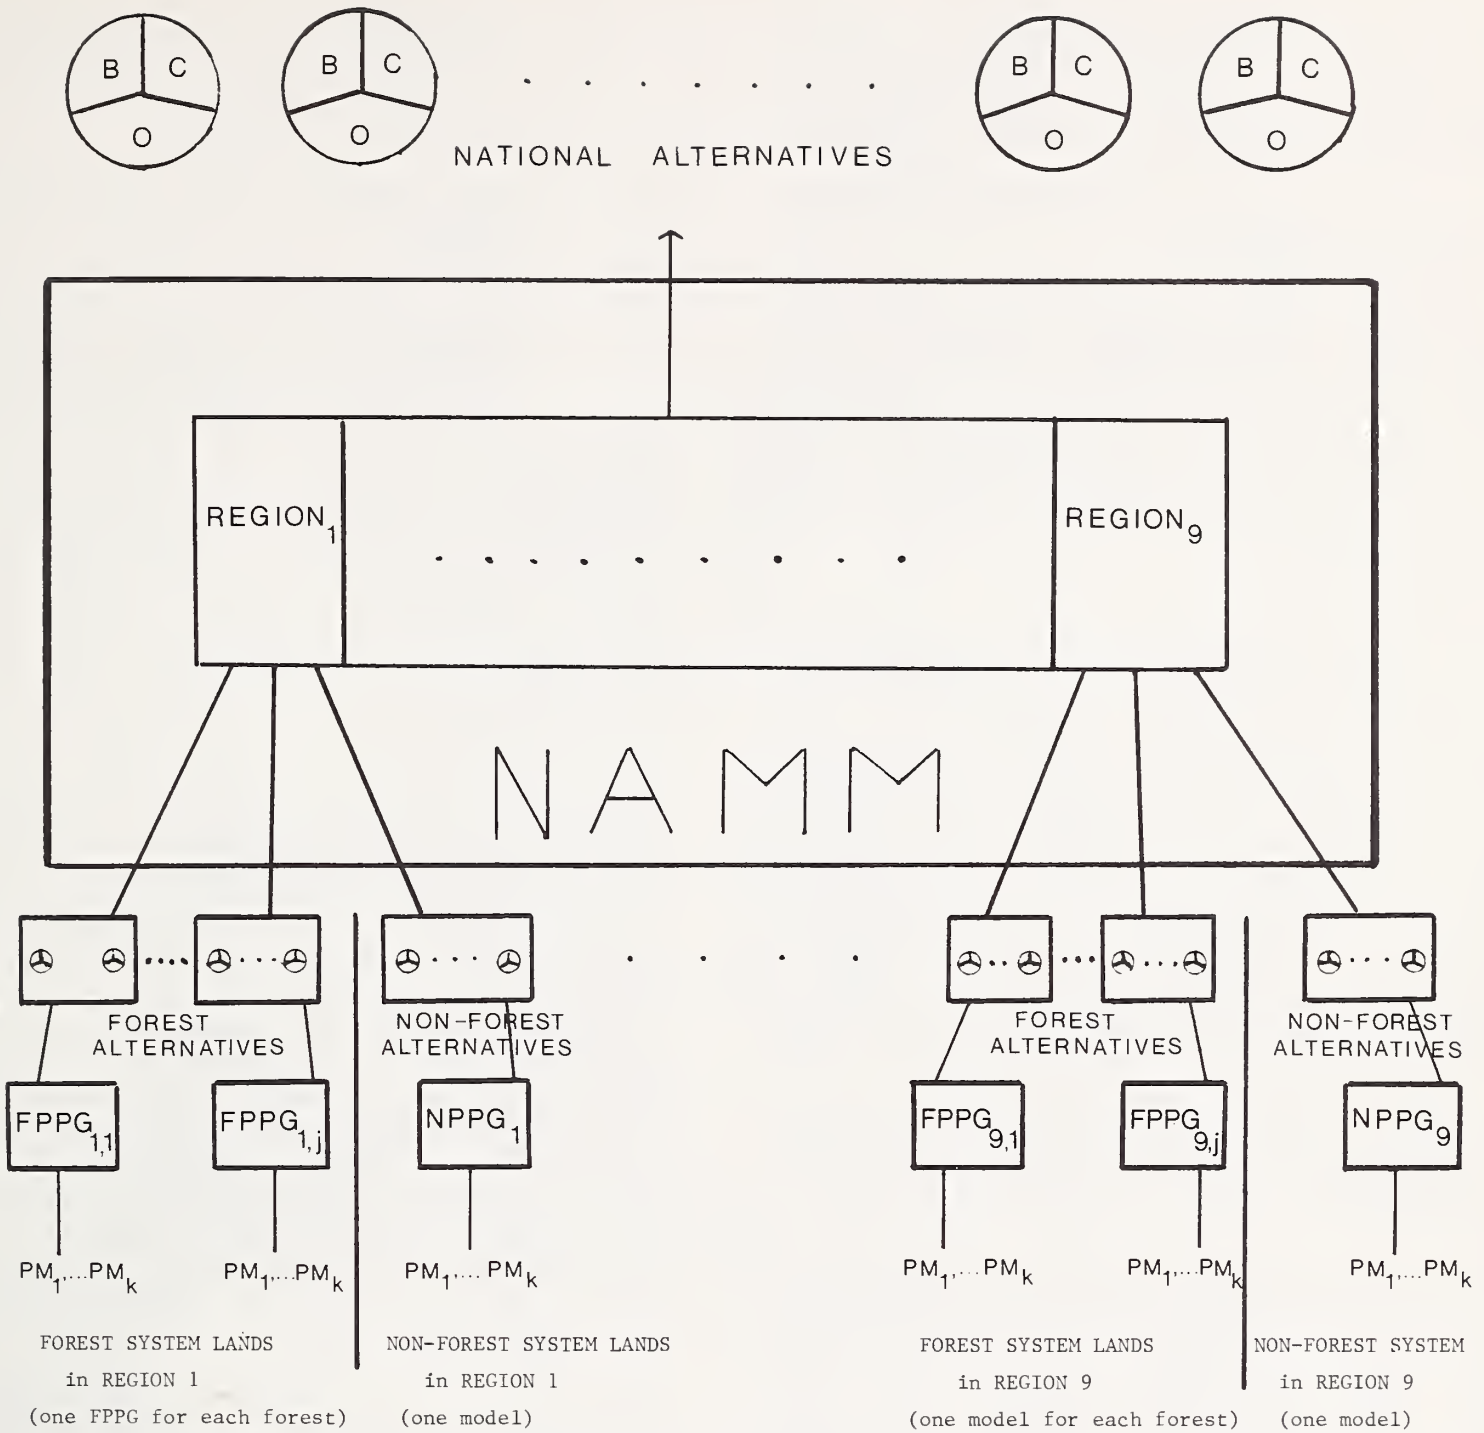 B C B C B C B C
O O O O
NATIONAL ALTERNATIVES
REGION1 REGION9
NAMM
FOREST
ALTERNATIVES
NON-FOREST
ALTERNATIVES
FOREST
ALTERNATIVES
NON-FOREST
ALTERNATIVES
FPPG1,1 FPPG1,j NPPG1 FPPG9,1 FPPG9,j NPPG9
PM1,...PMk PM1,...PMk PM1,... PMk PM1,...PMk PM1,...PMk PM1,...PMk
FOREST SYSTEM LANDS
in REGION 1
(one FPPG for each forest)
NON-FOREST SYSTEM LANDS
in REGION 1
(one model)
FOREST SYSTEM LANDS
in REGION 9
(one model for each forest)
NON-FOREST SYSTEM
in REGION 9
(one model)